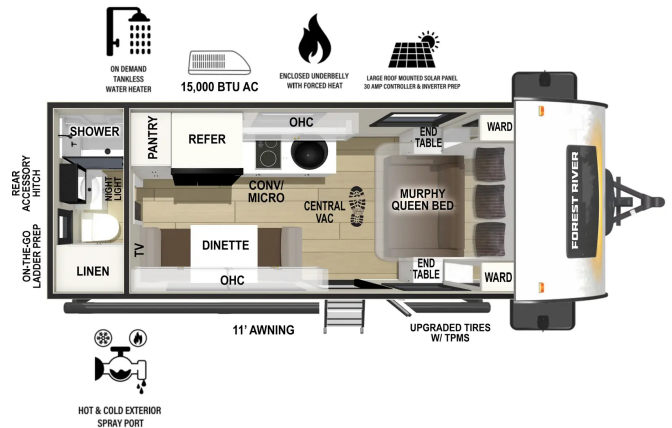 ON DEMAND
TANKLESS
WATER HEATER
15,000 BTU AC
ENCLOSED UNDERBELLY
WITH FORCED HEAT
LARGE ROOF MOUNTED SOLAR PANEL
30 AMP CONTROLLER & INVERTER PREP
SHOWER
PANTRY
REFER
OHC
END
TABLE
WARD
REAR
ACCESSORY
HITCH
NIGHT
LIGHT
CONV/
MICRO
CENTRAL
VAC
MURPHY
QUEEN BED
FOREST RIVER
ON-THE-GO
LADDER PREP
LINEN
TV
DINETTE
OHC
END
TABLE
WARD
11' AWNING
UPGRADED TIRES
W/ TPMS
HOT & COLD EXTERIOR
SPRAY PORT